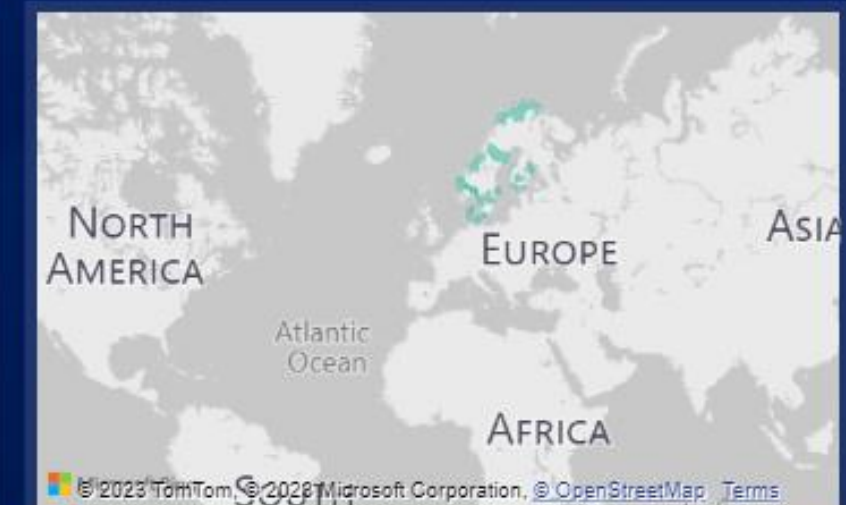 NORTH
AMERICA
EUROPE
ASIA
Atlantic
Ocean
AFRICA
© 2023 TomTom, © 2023 Microsoft Corporation, © OpenStreetMap Terms